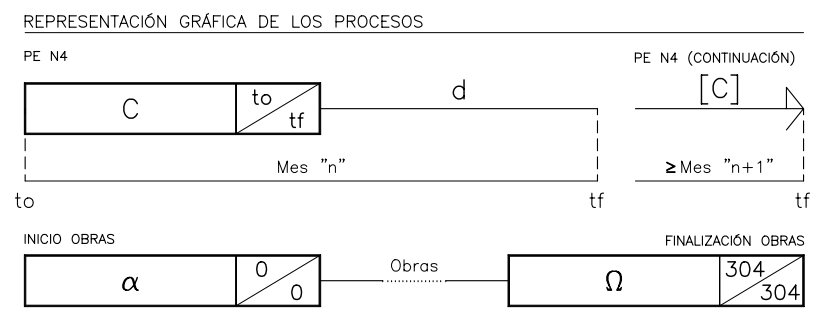 REPRESENTACIÓN GRÁFICA DE LOS PROCESOS
PE N4
PE N4 (CONTINUACIÓN)
C
to
tf
d
[C]
Mes "n"
≥Mes "n+1"
to
tf
tf
INICIO OBRAS
FINALIZACIÓN OBRAS
α
0
0
Obras
Ω
304
304